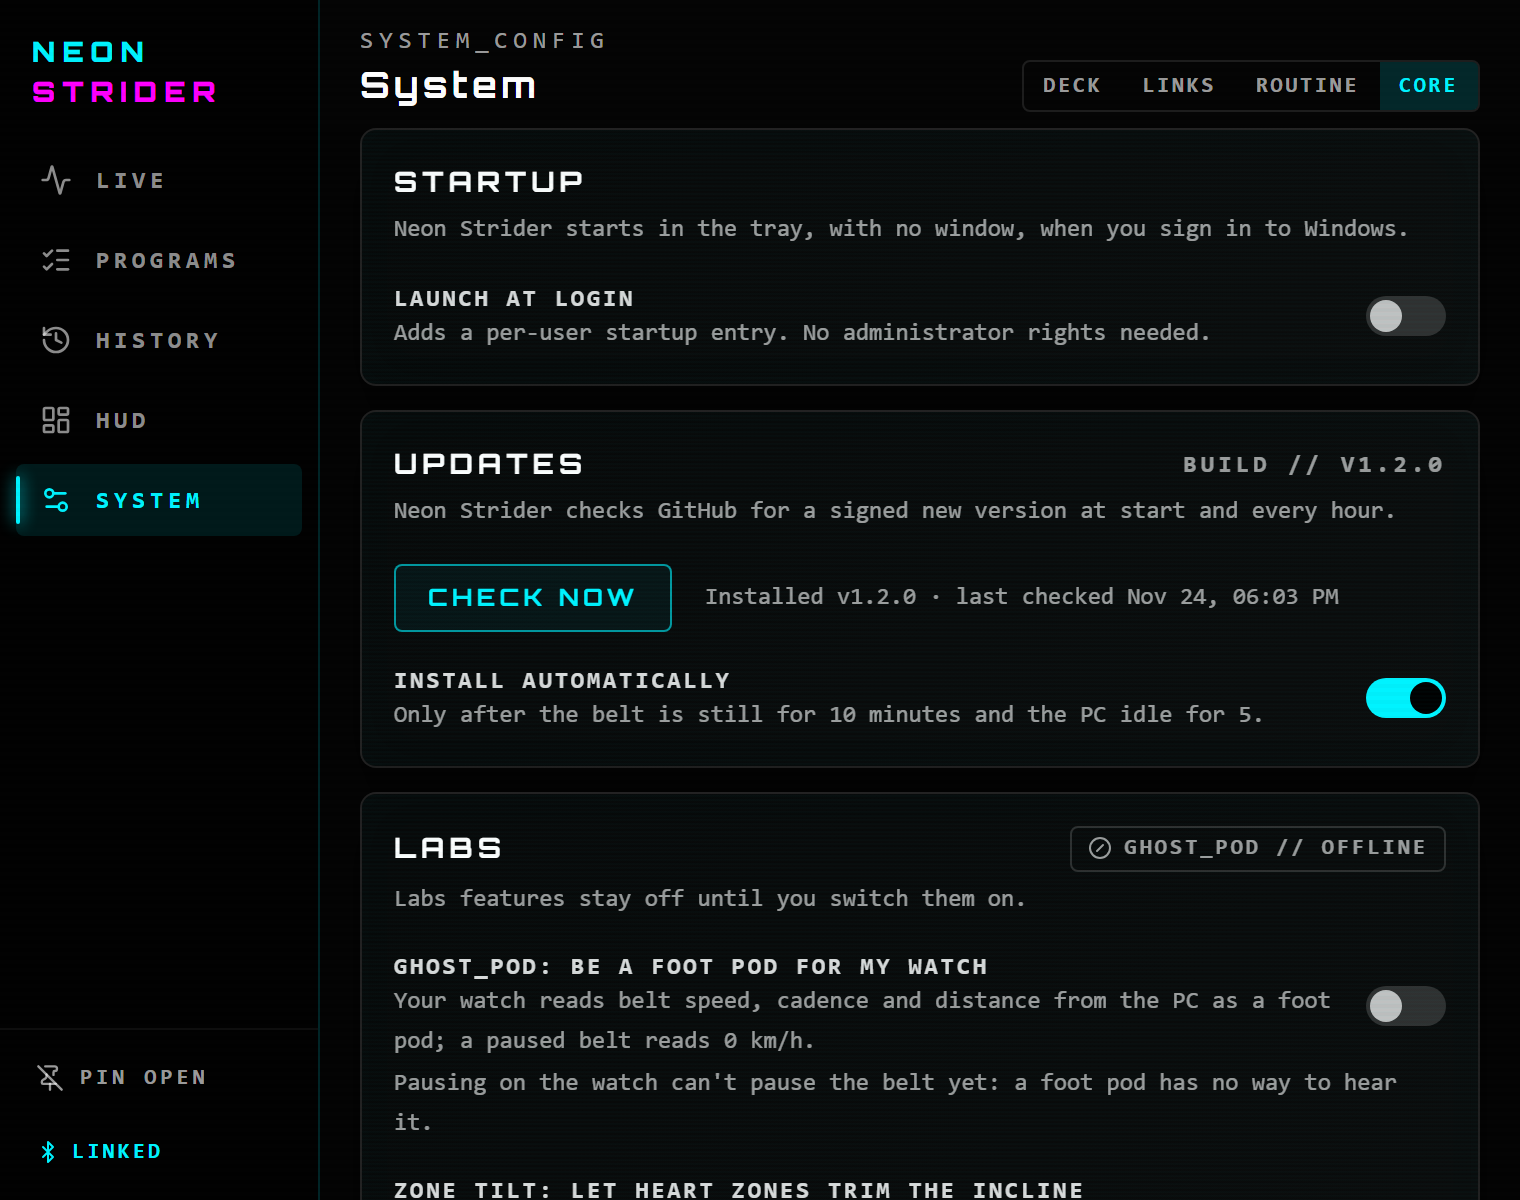 NEON
STRIDER
LIVE
PROGRAMS
HISTORY
HUD
SYSTEM
PIN OPEN
LINKED
SYSTEM_CONFIG
System
DECK LINKS ROUTINE CORE
STARTUP
Neon Strider starts in the tray, with no window, when you sign in to Windows.
LAUNCH AT LOGIN
Adds a per-user startup entry. No administrator rights needed.
UPDATES
BUILD // V1.2.0
Neon Strider checks GitHub for a signed new version at start and every hour.
CHECK NOW
Installed v1.2.0 · last checked Nov 24, 06:03 PM
INSTALL AUTOMATICALLY
Only after the belt is still for 10 minutes and the PC idle for 5.
LABS
GHOST_POD // OFFLINE
Labs features stay off until you switch them on.
GHOST_POD: BE A FOOT POD FOR MY WATCH
Your watch reads belt speed, cadence and distance from the PC as a foot
pod; a paused belt reads 0 km/h.
Pausing on the watch can't pause the belt yet: a foot pod has no way to hear
it.
ZONE TILT: LET HEART ZONES TRIM THE INCLINE